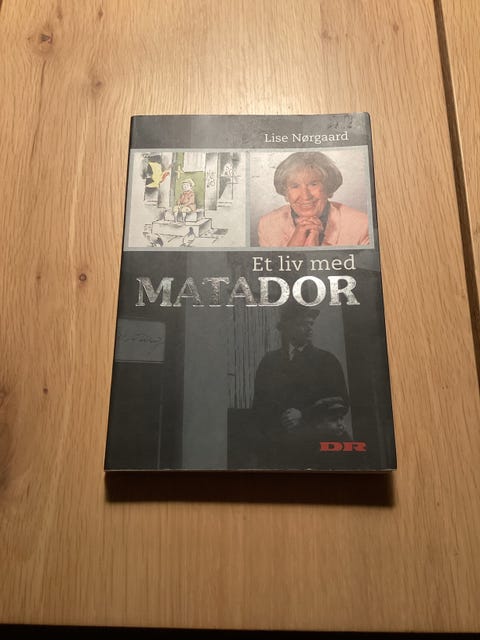 Lise Nørgaard
Et liv med
MATADOR
DR